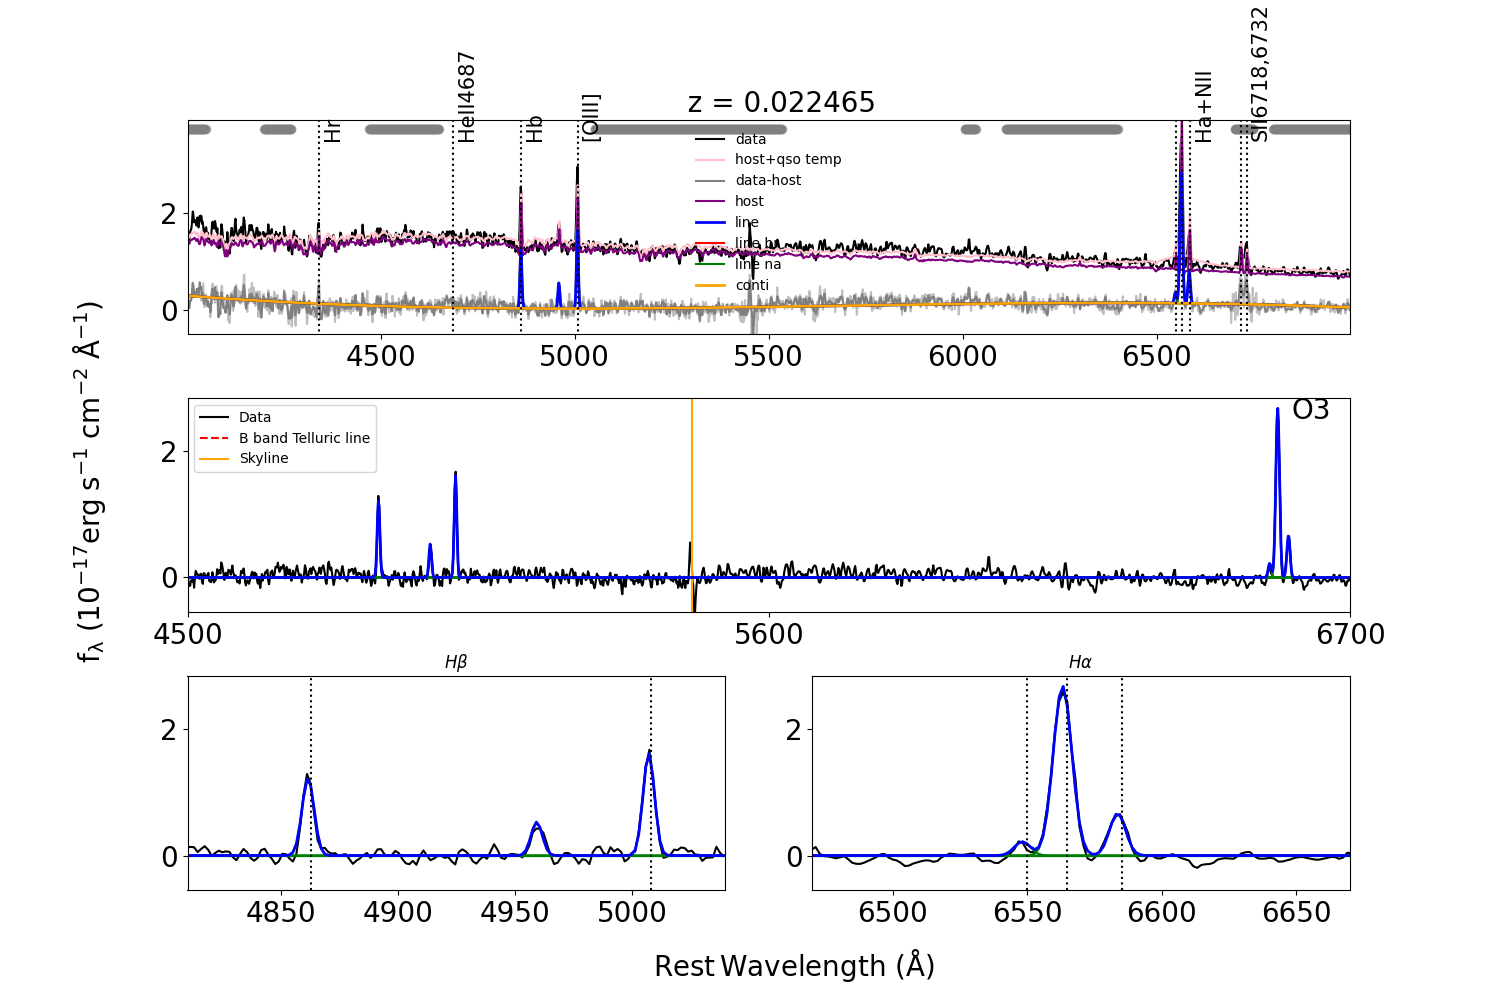 z = 0.022465
Hr
HeII4687
Hb
[OIII]
Ha+NII
SII6718,6732
data
host+qso temp
data-host
host
line
line br
line na
conti
2
0
4500
5000
5500
6000
6500
Data
B band Telluric line
Skyline
O3
2
0
4500
5600
6700
fλ (10⁻¹⁷erg s⁻¹ cm⁻² Å⁻¹)
Hβ
2
0
4850
4900
4950
5000
Hα
2
0
6500
6550
6600
6650
Rest Wavelength (Å)